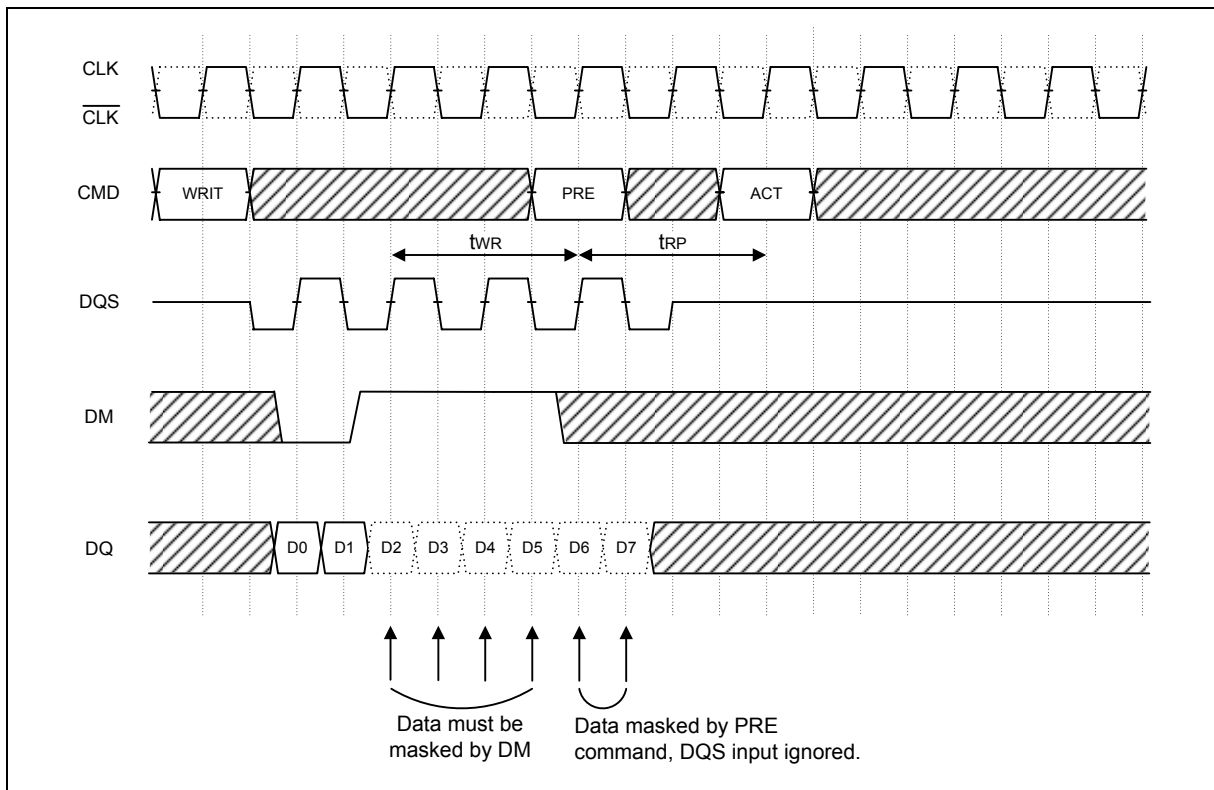 CLK
CLK
CMD
WRIT
PRE
ACT
tWR
tRP
DQS
DM
DQ
D0
D1
D2
D3
D4
D5
D6
D7
Data must be
masked by DM
Data masked by PRE
command, DQS input ignored.